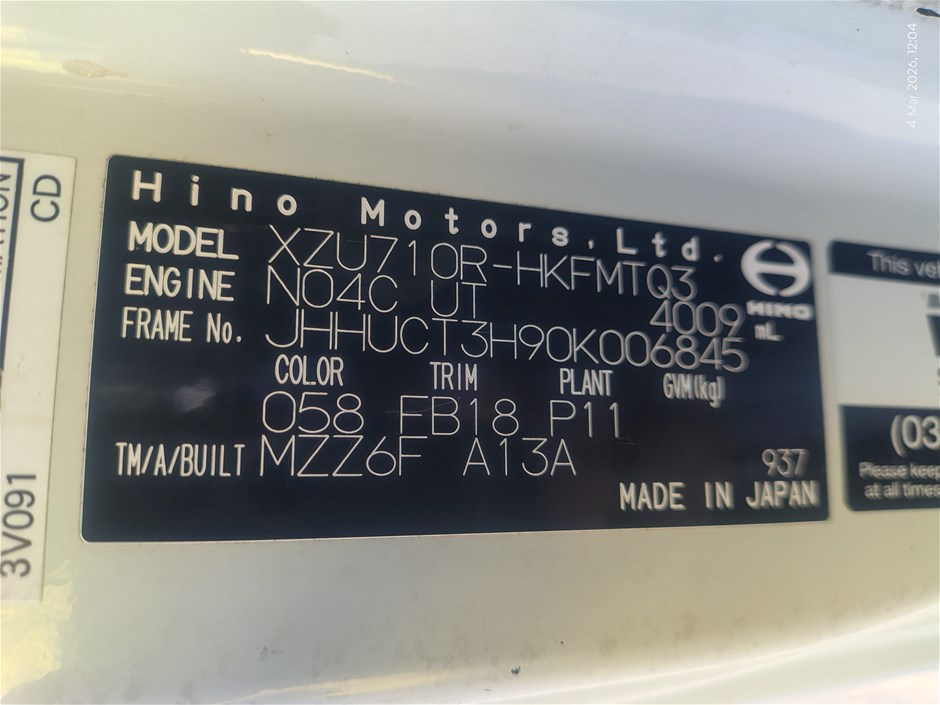 4 Mar 2026, 12:04
CD
3V091
Hino Motors, Ltd.
MODEL XZU710R-HKFMTQ3
ENGINE N04C UT 4009 mL
FRAME No. JHHUCT3H90K006845
COLOR TRIM PLANT GVM(kg)
058 FB18 P11
TM/A/BUILT MZZ6F A13A 937
MADE IN JAPAN
HINO
This veh
(03
Please keep
at all times